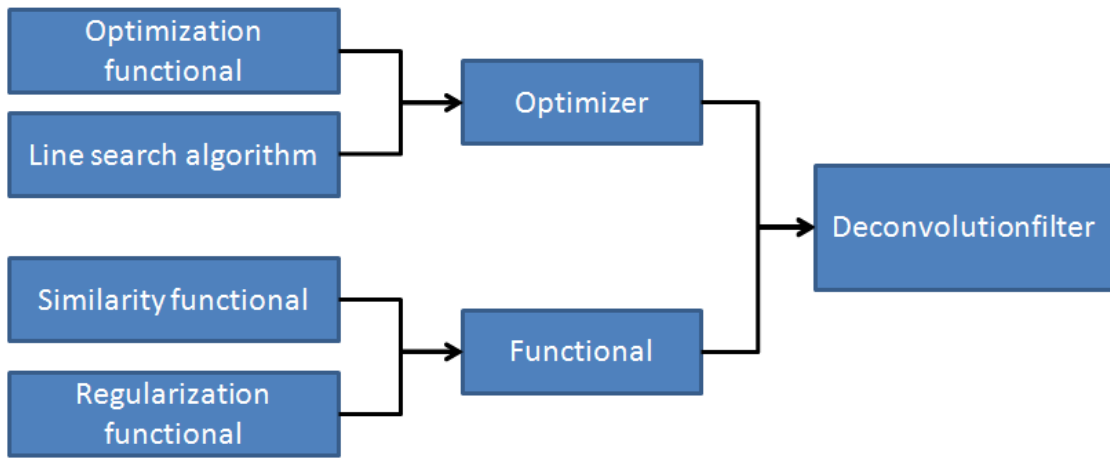 Optimization
functional
Line search algorithm
Optimizer
Similarity functional
Regularization
functional
Functional
Deconvolutionfilter